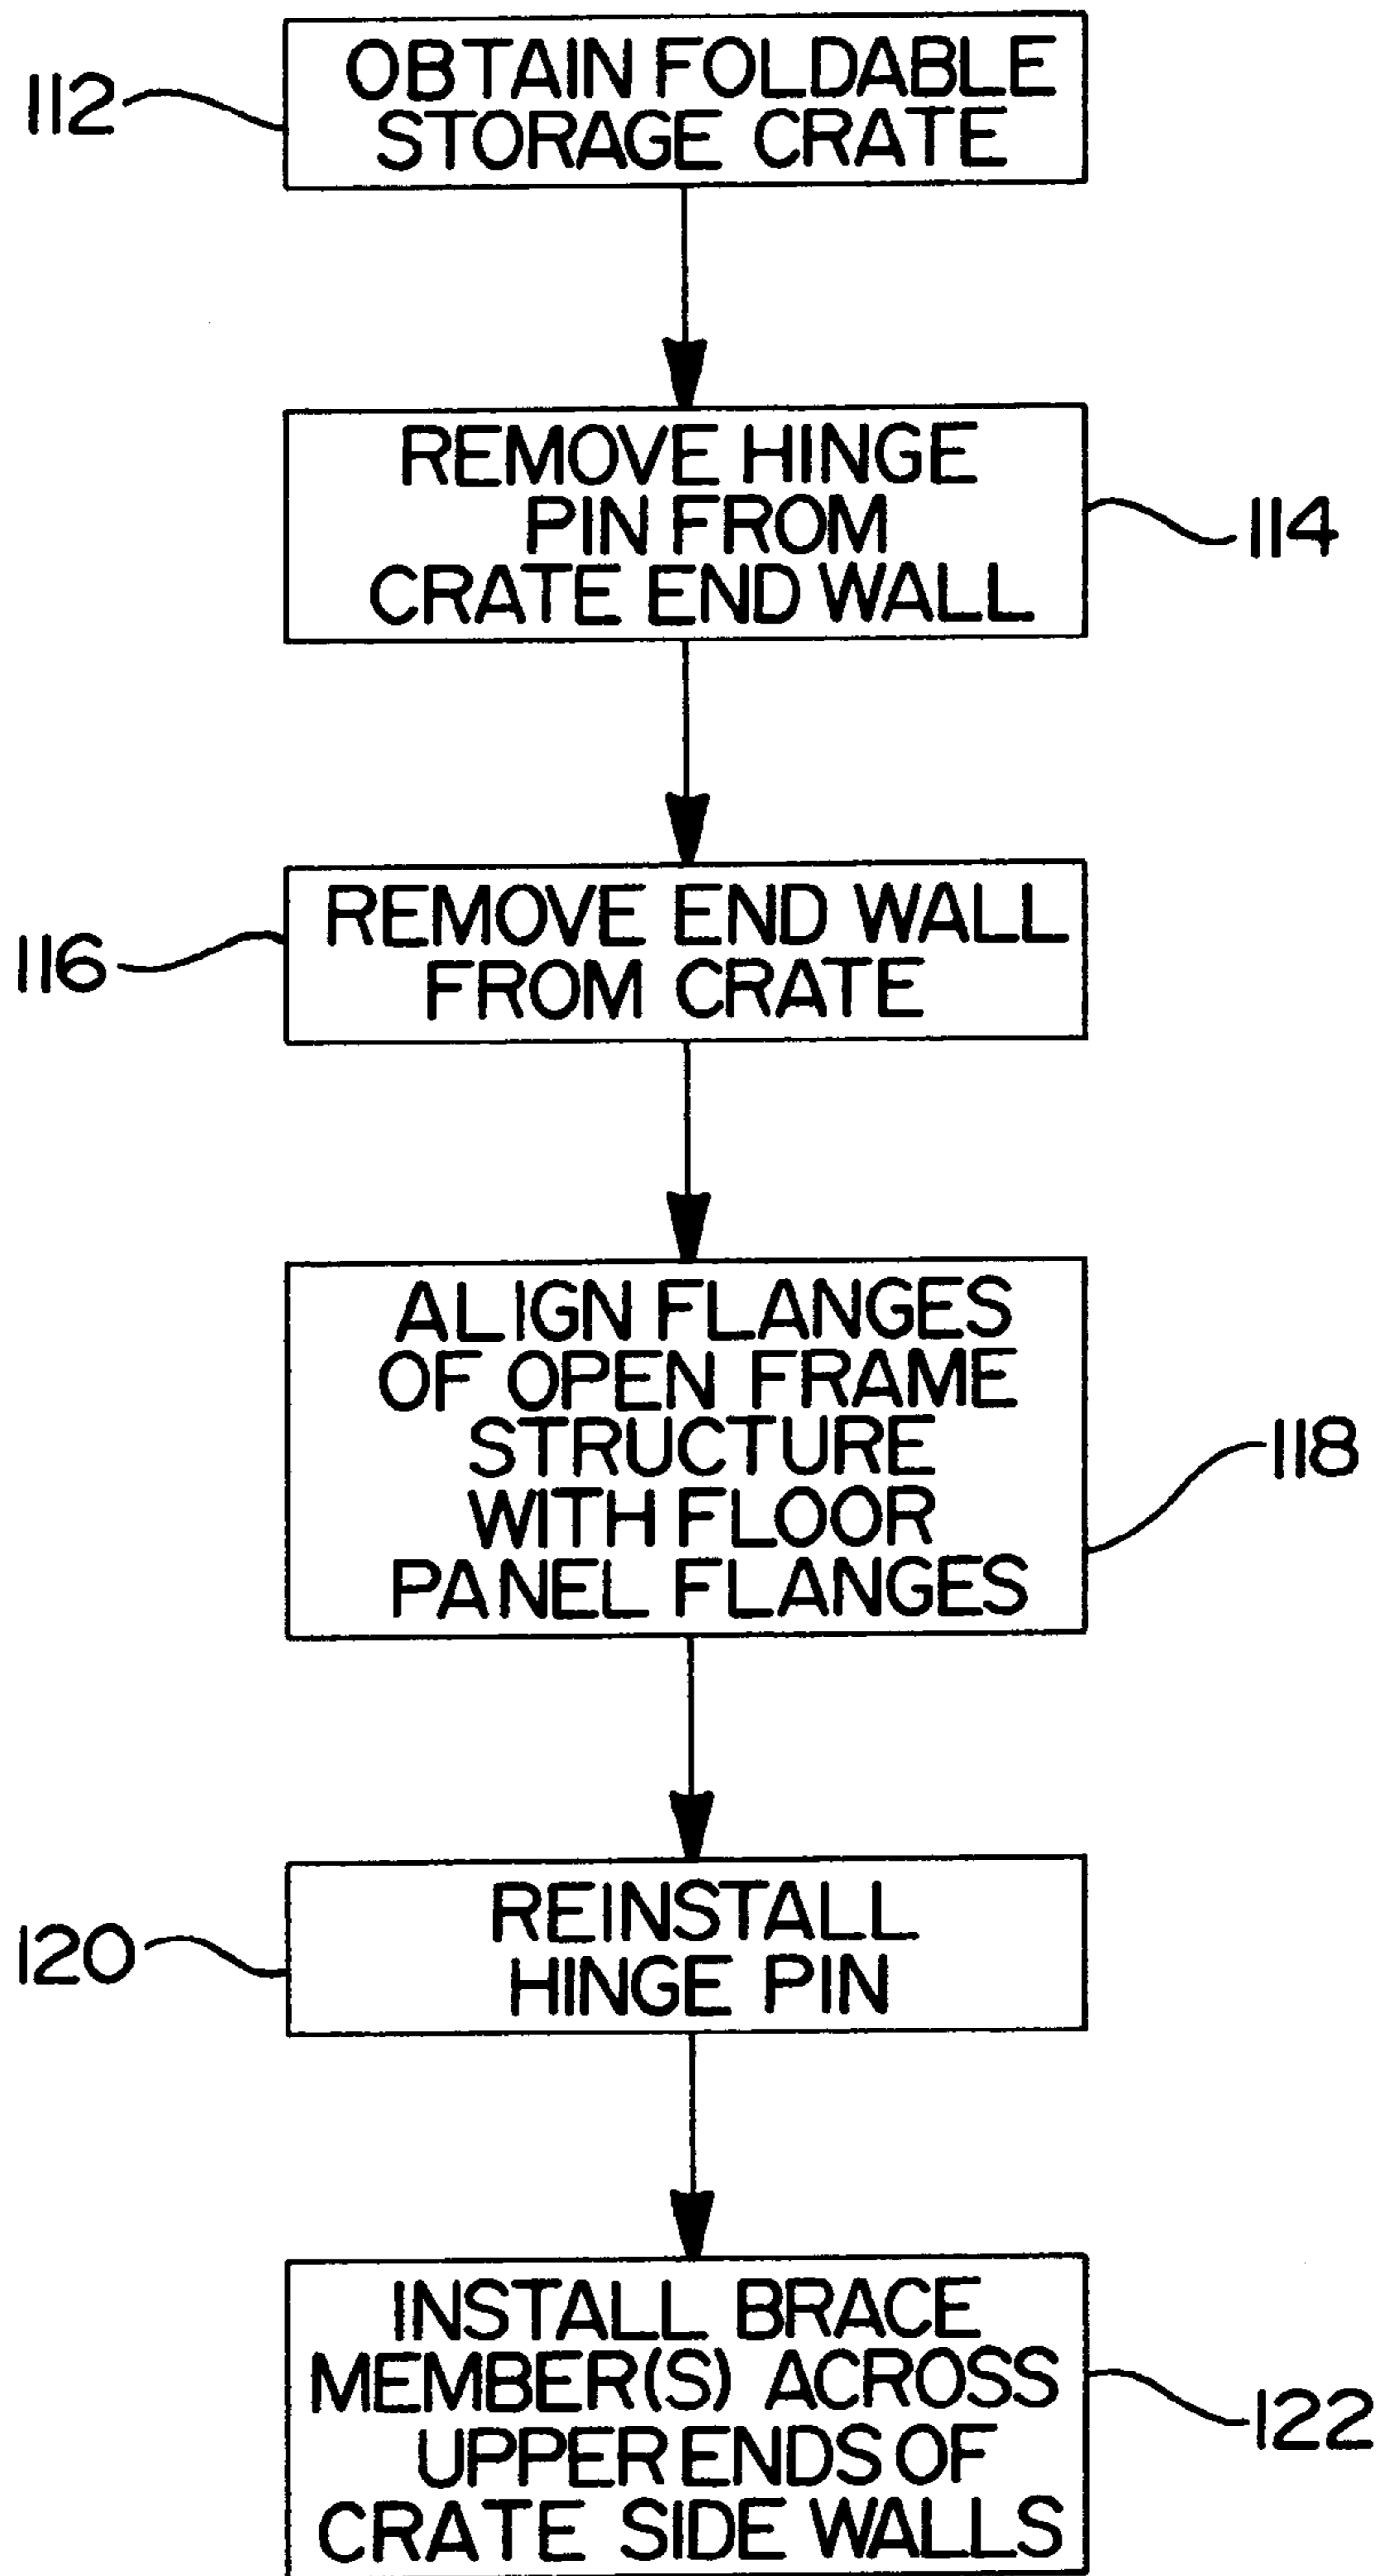 112
OBTAIN FOLDABLE
STORAGE CRATE
REMOVE HINGE
PIN FROM
CRATE END WALL
114
116
REMOVE END WALL
FROM CRATE
ALIGN FLANGES
OF OPEN FRAME
STRUCTURE
WITH FLOOR
PANEL FLANGES
118
120
REINSTALL
HINGE PIN
INSTALL BRACE
MEMBER(S) ACROSS
UPPER ENDS OF
CRATE SIDE WALLS
122